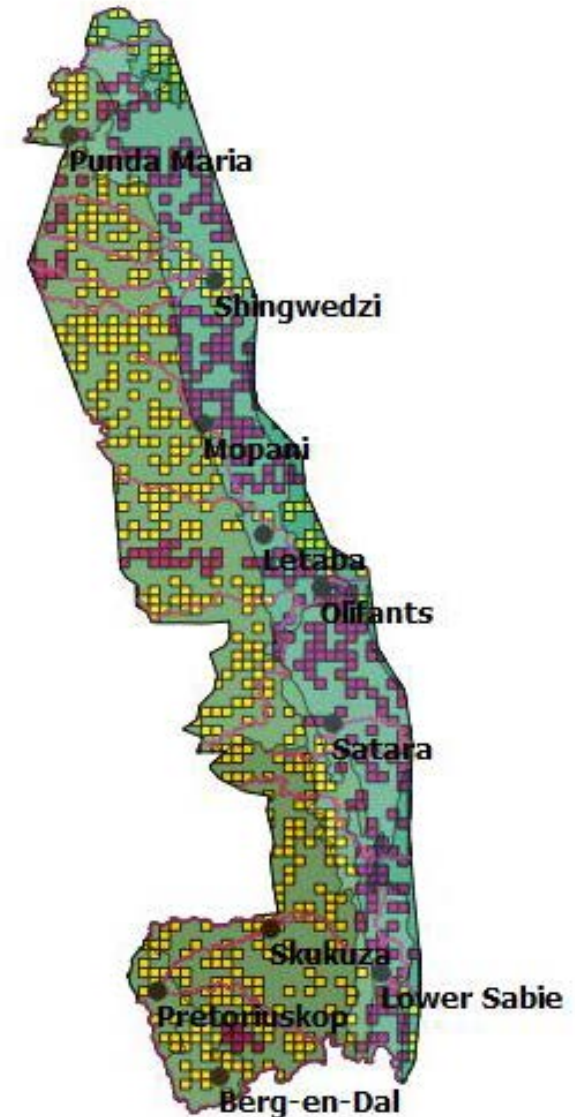 Punda Maria
Shingwedzi
Mopani
Letaba
Olifants
Satara
Skukuza
Lower Sabie
Pretoriuskop
Berg-en-Dal